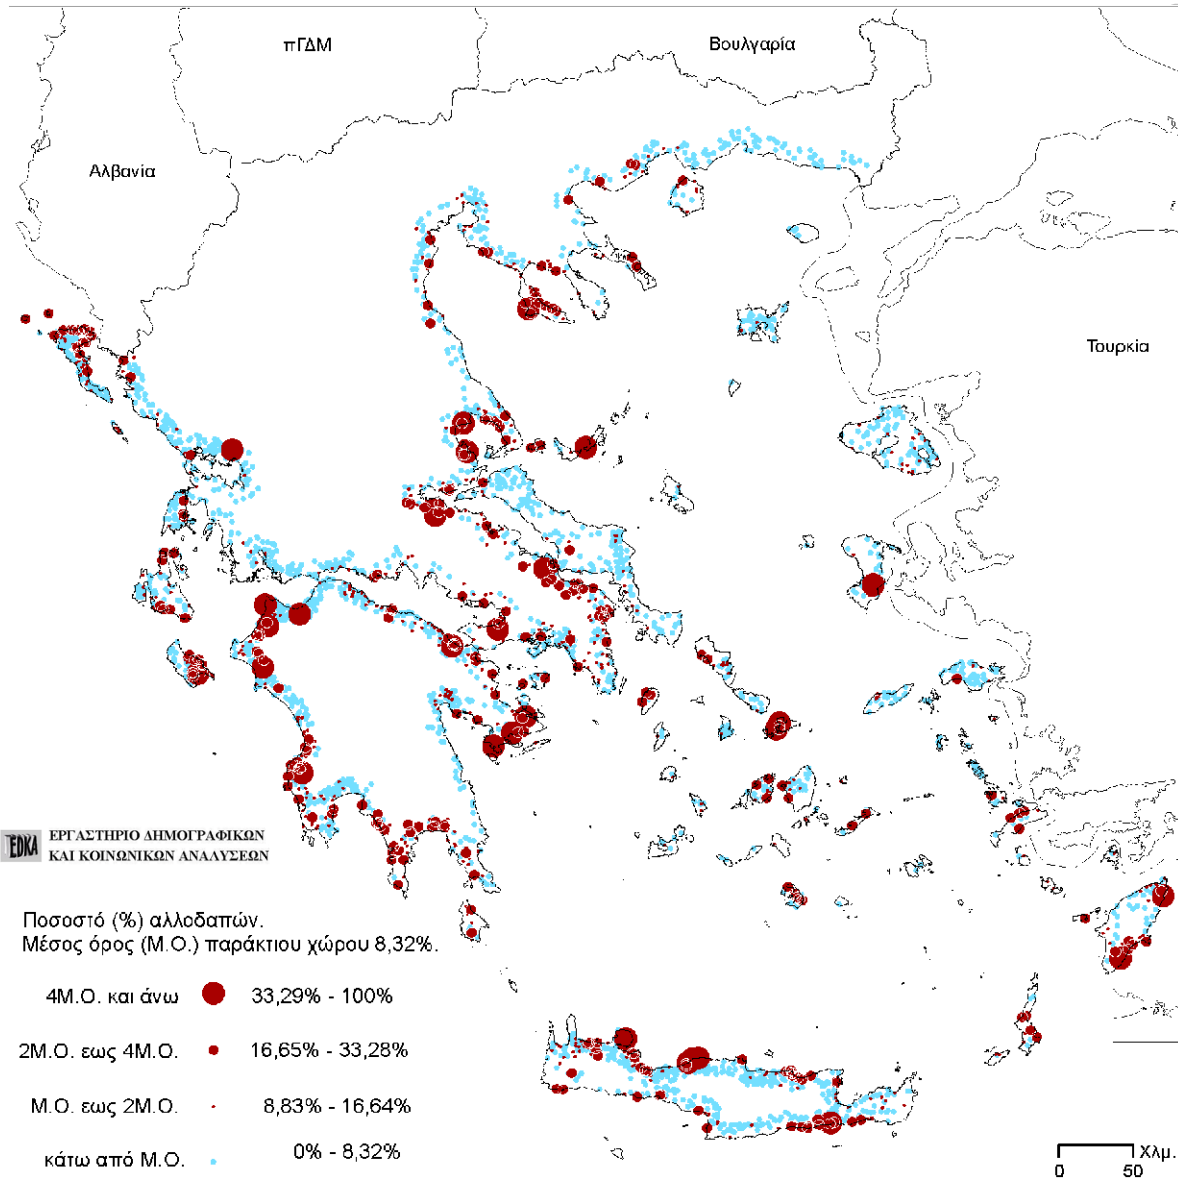 πΓΔΜ
Βουλγαρία
Αλβανία
Τουρκία
EDKA
ΕΡΓΑΣΤΗΡΙΟ ΔΗΜΟΓΡΑΦΙΚΩΝ
ΚΑΙ ΚΟΙΝΩΝΙΚΩΝ ΑΝΑΛΥΣΕΩΝ
Ποσοστό (%) αλλοδαπών.
Μέσος όρος (Μ.Ο.) παράκτιου χώρου 8,32%.
4Μ.Ο. και άνω 33,29% - 100%
2Μ.Ο. εως 4Μ.Ο. 16,65% - 33,28%
Μ.Ο. εως 2Μ.Ο. 8,83% - 16,64%
κάτω από Μ.Ο. 0% - 8,32%
Χλμ.
0 50